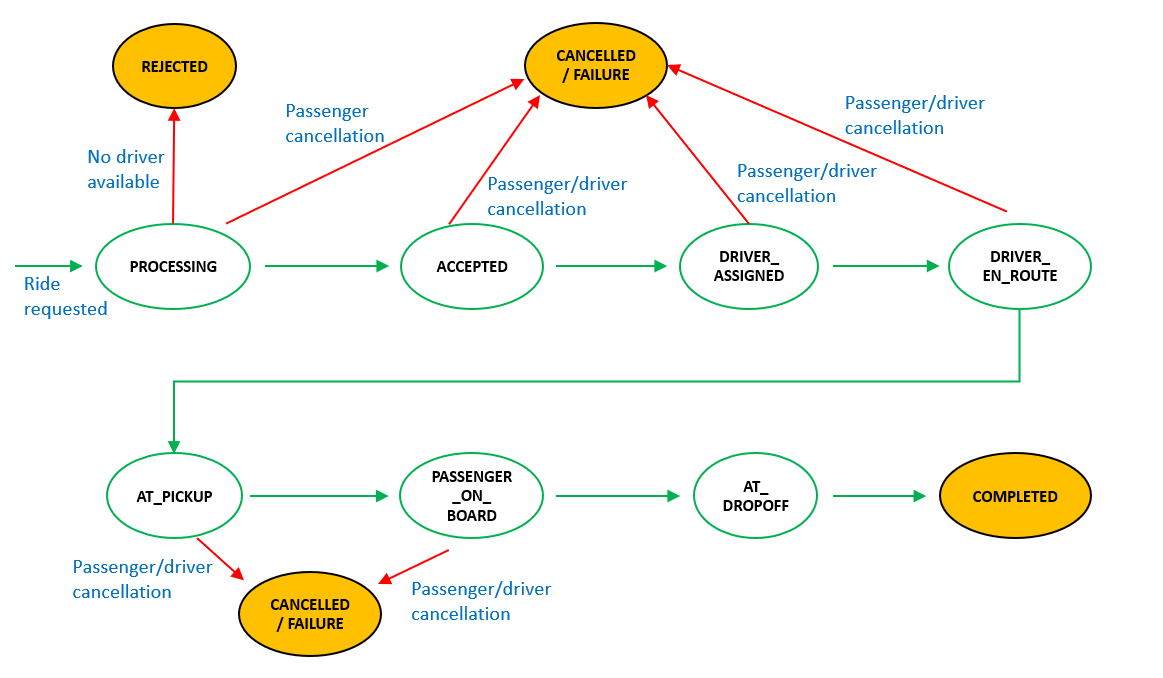 REJECTED
CANCELLED
/ FAILURE
Passenger
cancellation
Passenger/driver
cancellation
No driver
available
Passenger/driver
cancellation
Passenger/driver
cancellation
PROCESSING
ACCEPTED
DRIVER_
ASSIGNED
DRIVER_
EN_ROUTE
Ride
requested
AT_PICKUP
PASSENGER
_ON_
BOARD
AT_
DROPOFF
COMPLETED
Passenger/driver
cancellation
CANCELLED
/ FAILURE
Passenger/driver
cancellation